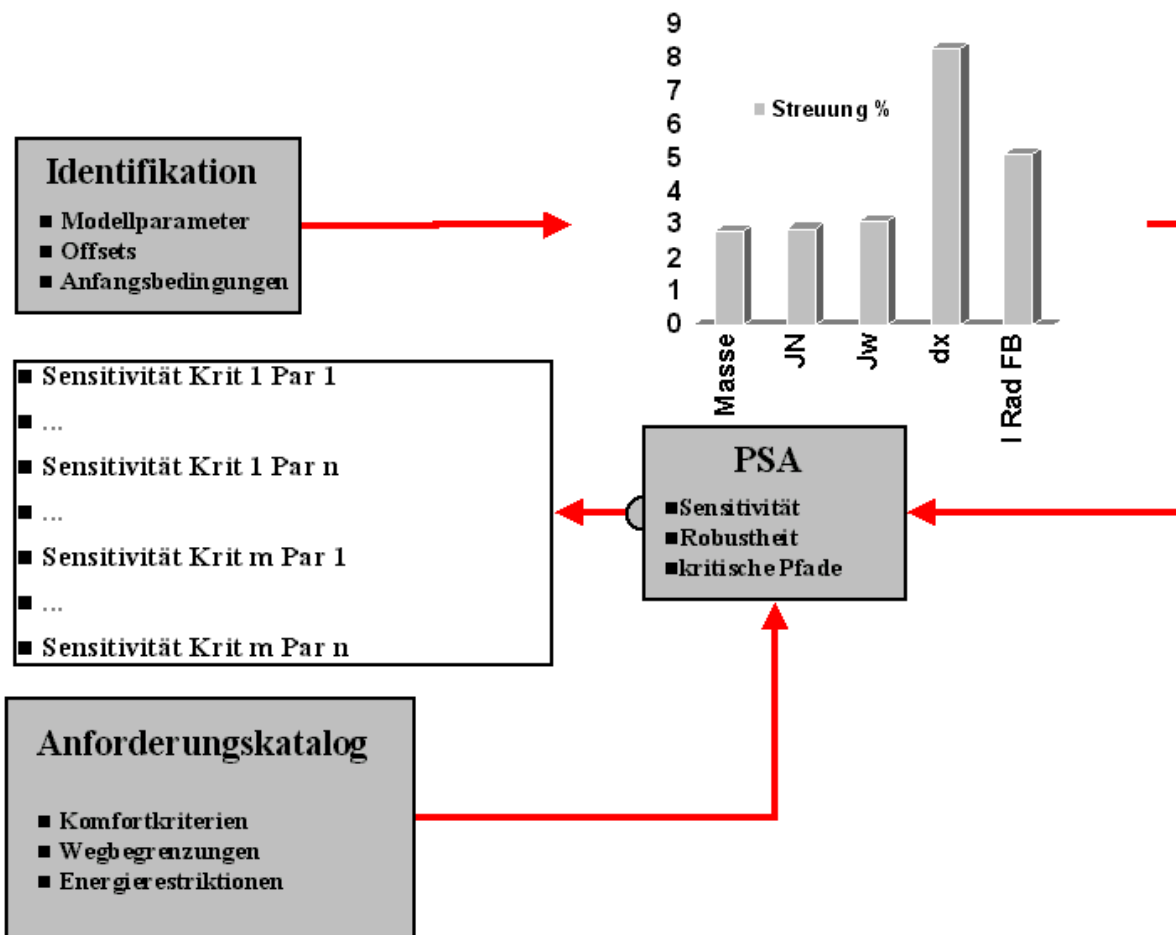 Identifikation
■ Modellparameter
■ Offsets
■ Anfangsbedingungen
9
8
7
6
5
4
3
2
1
0
Streuung %
Masse
JN
Jw
dx
I Rad FB
■ Sensitivität Krit 1 Par 1
■ ...
■ Sensitivität Krit 1 Par n
■ ...
■ Sensitivität Krit m Par 1
■ ...
■ Sensitivität Krit m Par n
PSA
■Sensitivität
■Robustheit
■kritische Pfade
Anforderungskatalog
■ Komfortkriterien
■ Wegbegrenzungen
■ Energierestriktionen